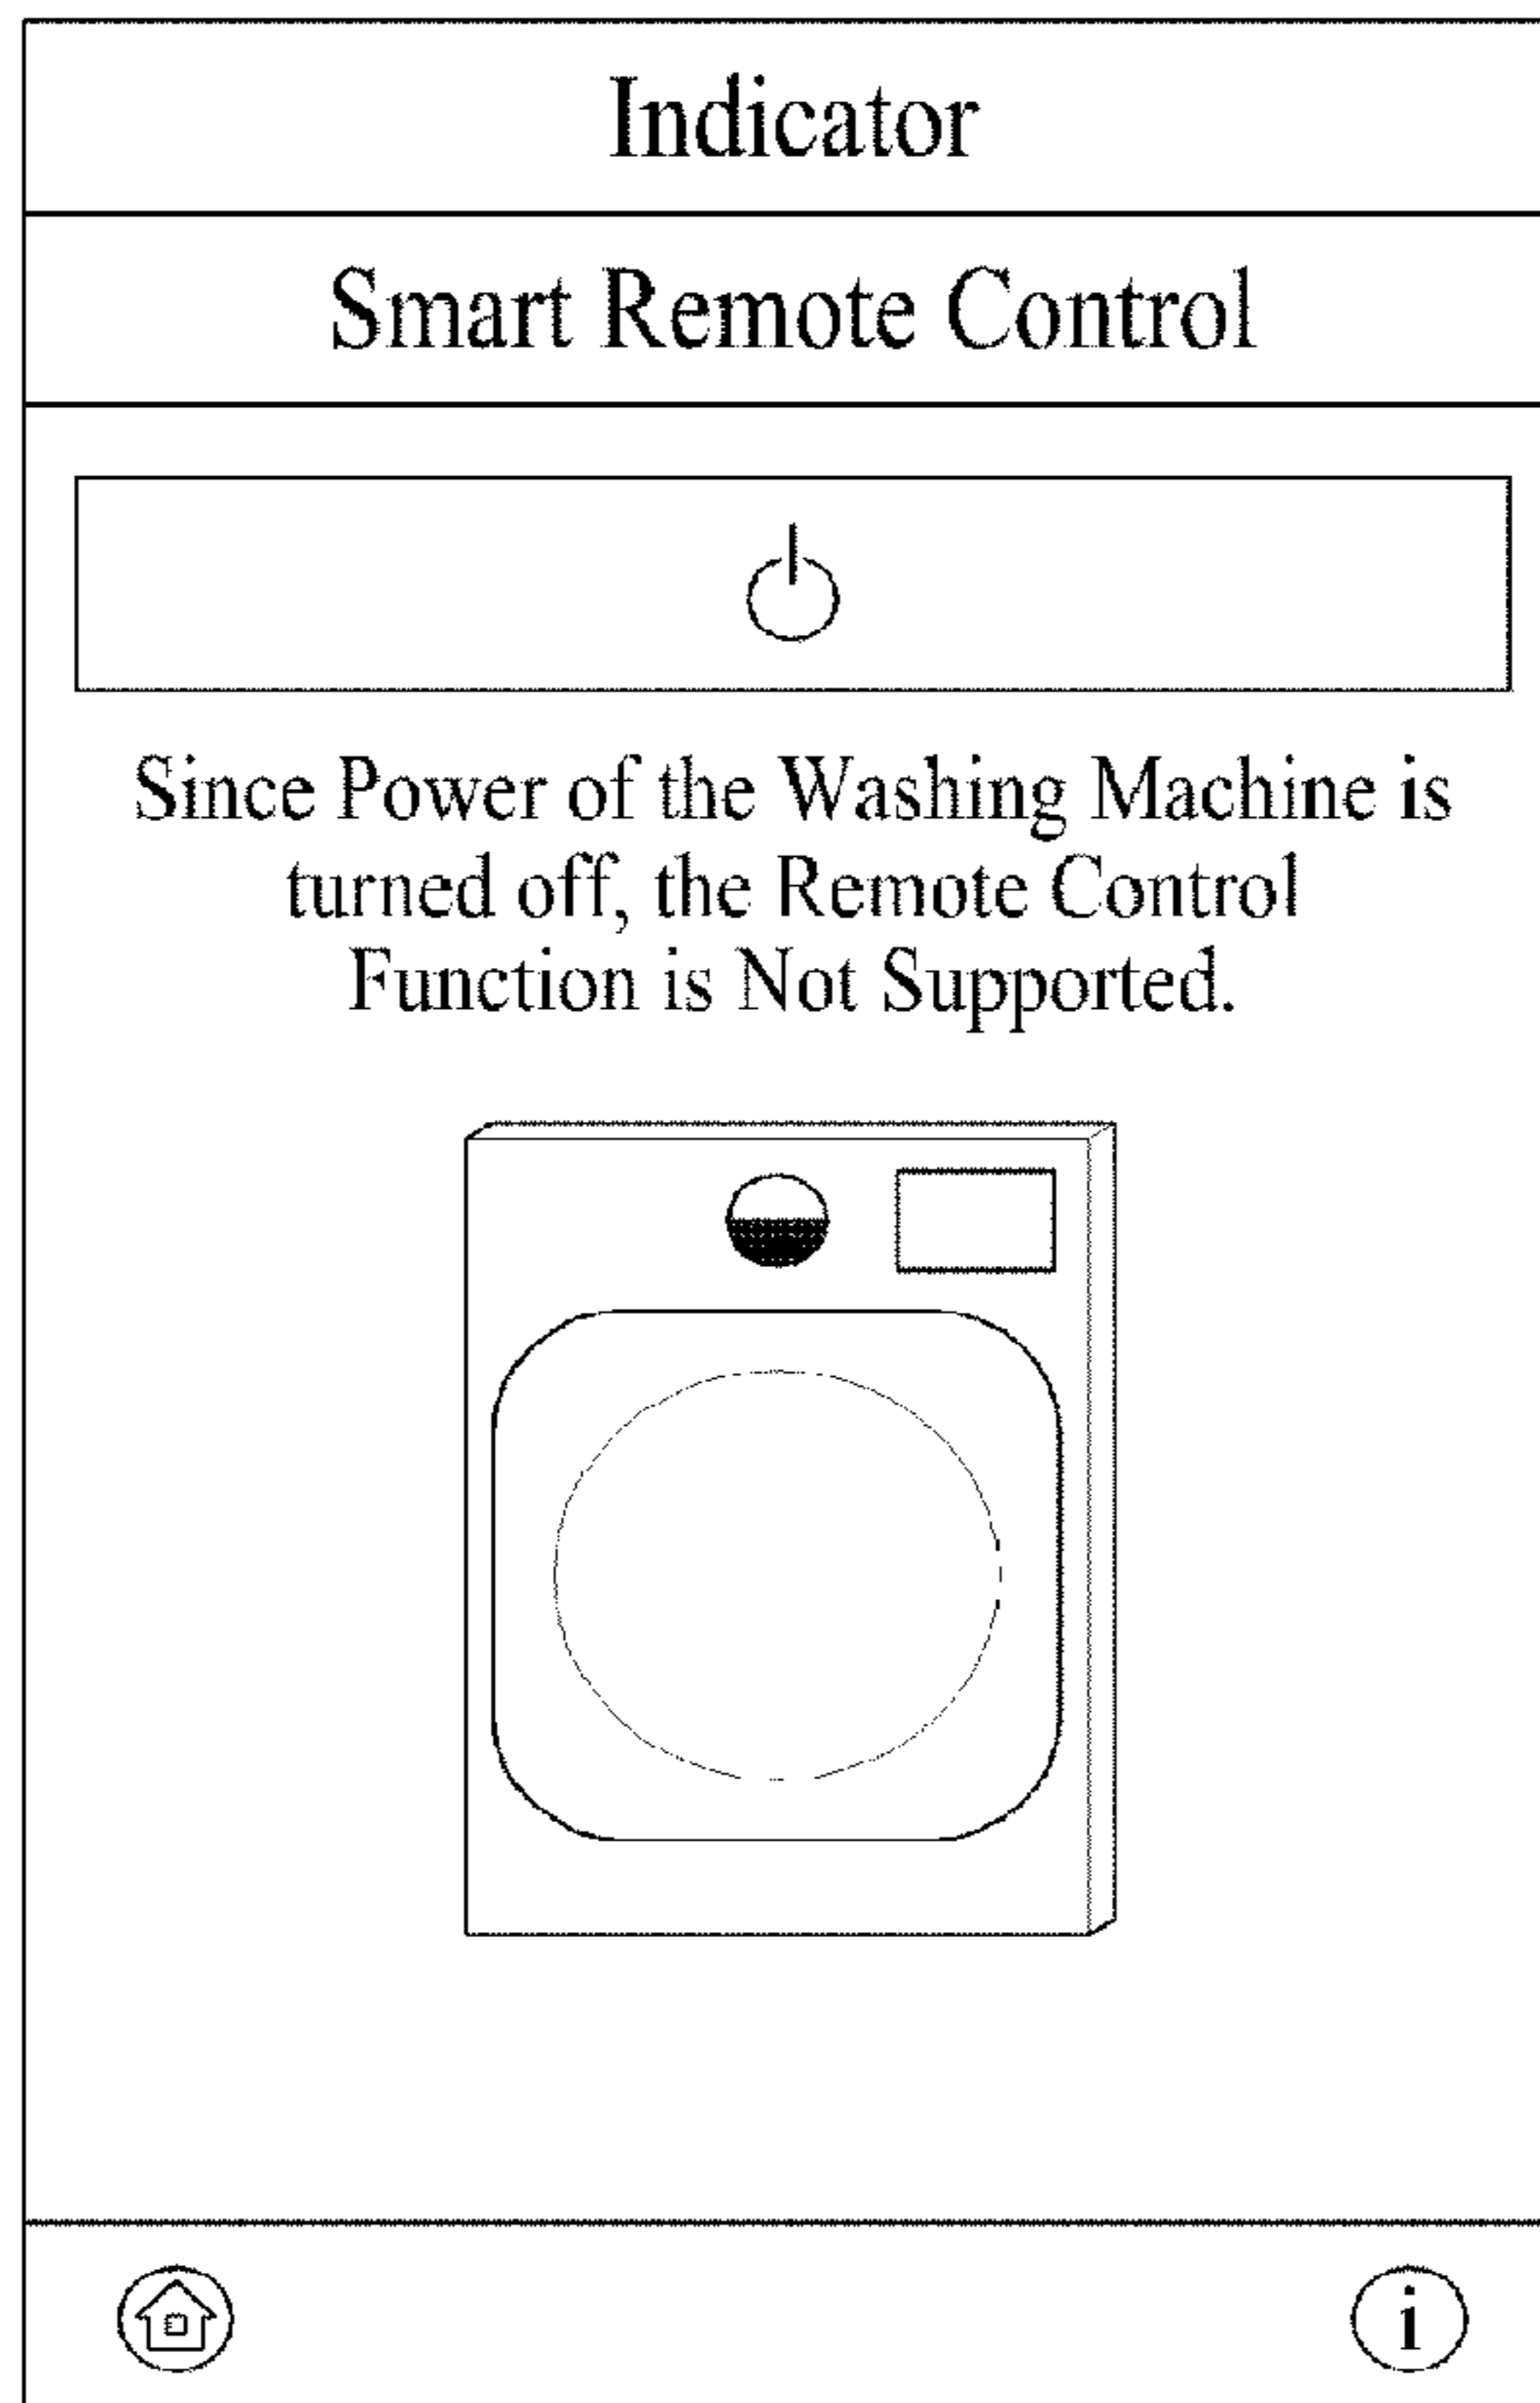 Indicator
Smart Remote Control
Since Power of the Washing Machine is
turned off, the Remote Control
Function is Not Supported.
i